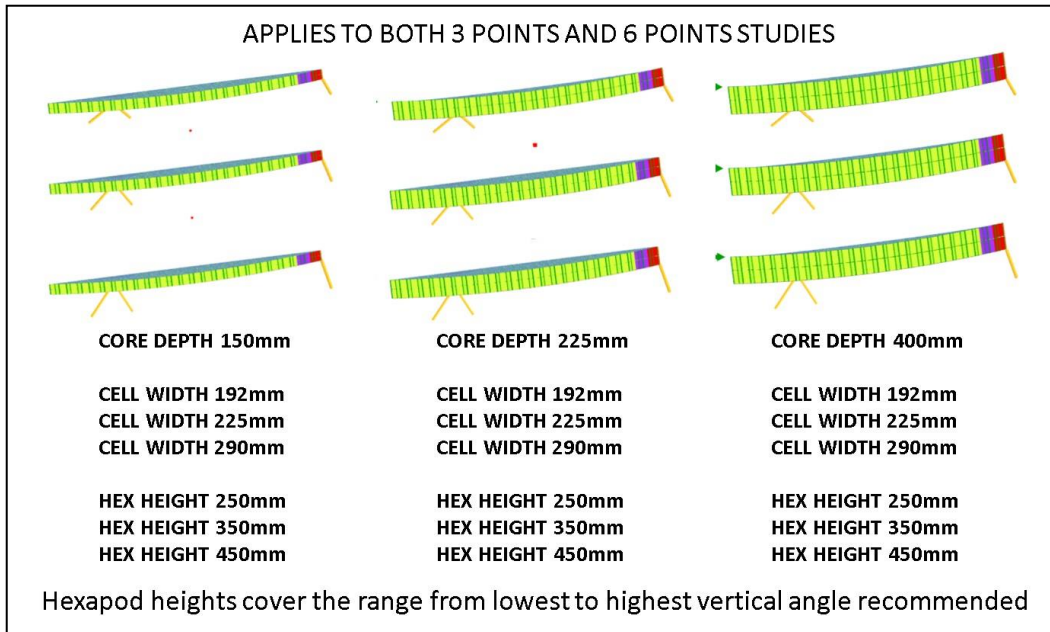 APPLIES TO BOTH 3 POINTS AND 6 POINTS STUDIES
CORE DEPTH 150mm
CELL WIDTH 192mm
CELL WIDTH 225mm
CELL WIDTH 290mm
HEX HEIGHT 250mm
HEX HEIGHT 350mm
HEX HEIGHT 450mm
CORE DEPTH 225mm
CELL WIDTH 192mm
CELL WIDTH 225mm
CELL WIDTH 290mm
HEX HEIGHT 250mm
HEX HEIGHT 350mm
HEX HEIGHT 450mm
CORE DEPTH 400mm
CELL WIDTH 192mm
CELL WIDTH 225mm
CELL WIDTH 290mm
HEX HEIGHT 250mm
HEX HEIGHT 350mm
HEX HEIGHT 450mm
Hexapod heights cover the range from lowest to highest vertical angle recommended